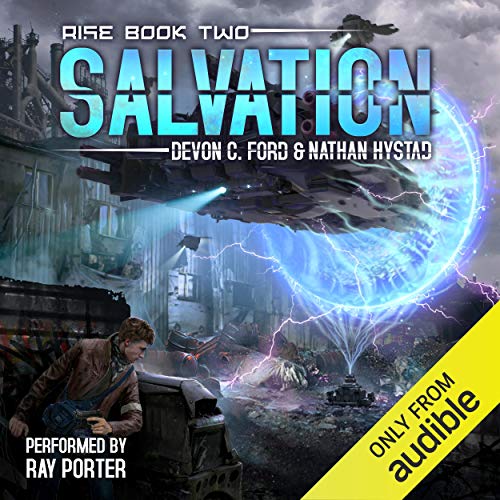 RISE BOOK TWO
SALVATION
DEVON C. FORD & NATHAN HYSTAD
PERFORMED BY
RAY PORTER
ONLY FROM
audible